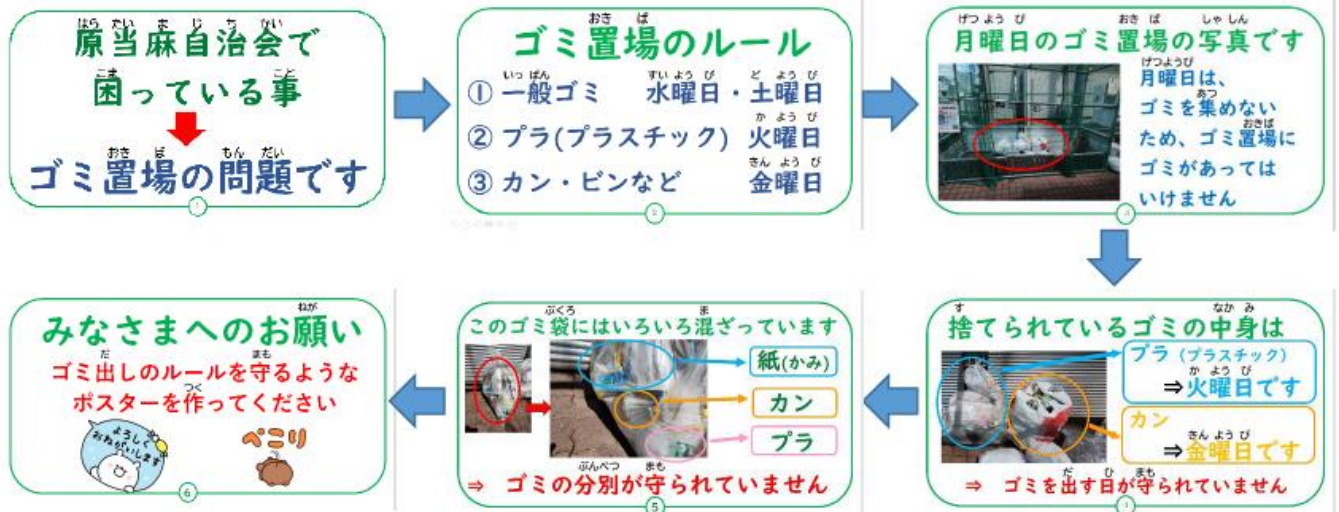 原当麻自治会で
困っている事
ゴミ置場の問題です
1
ゴミ置場のルール
① 一般ゴミ 水曜日・土曜日
② プラ(プラスチック) 火曜日
③ カン・ビンなど 金曜日
2
月曜日のゴミ置場の写真です
月曜日は、
ゴミを集めない
ため、ゴミ置場に
ゴミがあっては
いけません
3
捨てられているゴミの中身は
プラ(プラスチック)
⇒火曜日です
カン
⇒金曜日です
⇒ ゴミを出す日が守られていません
このゴミ袋にはいろいろ混ざっています
紙(かみ)
カン
プラ
⇒ ゴミの分別が守られていません
5
みなさまへのお願い
ゴミ出しのルールを守るような
ポスターを作ってください
よろしく
おねがいします
ぺこり
6